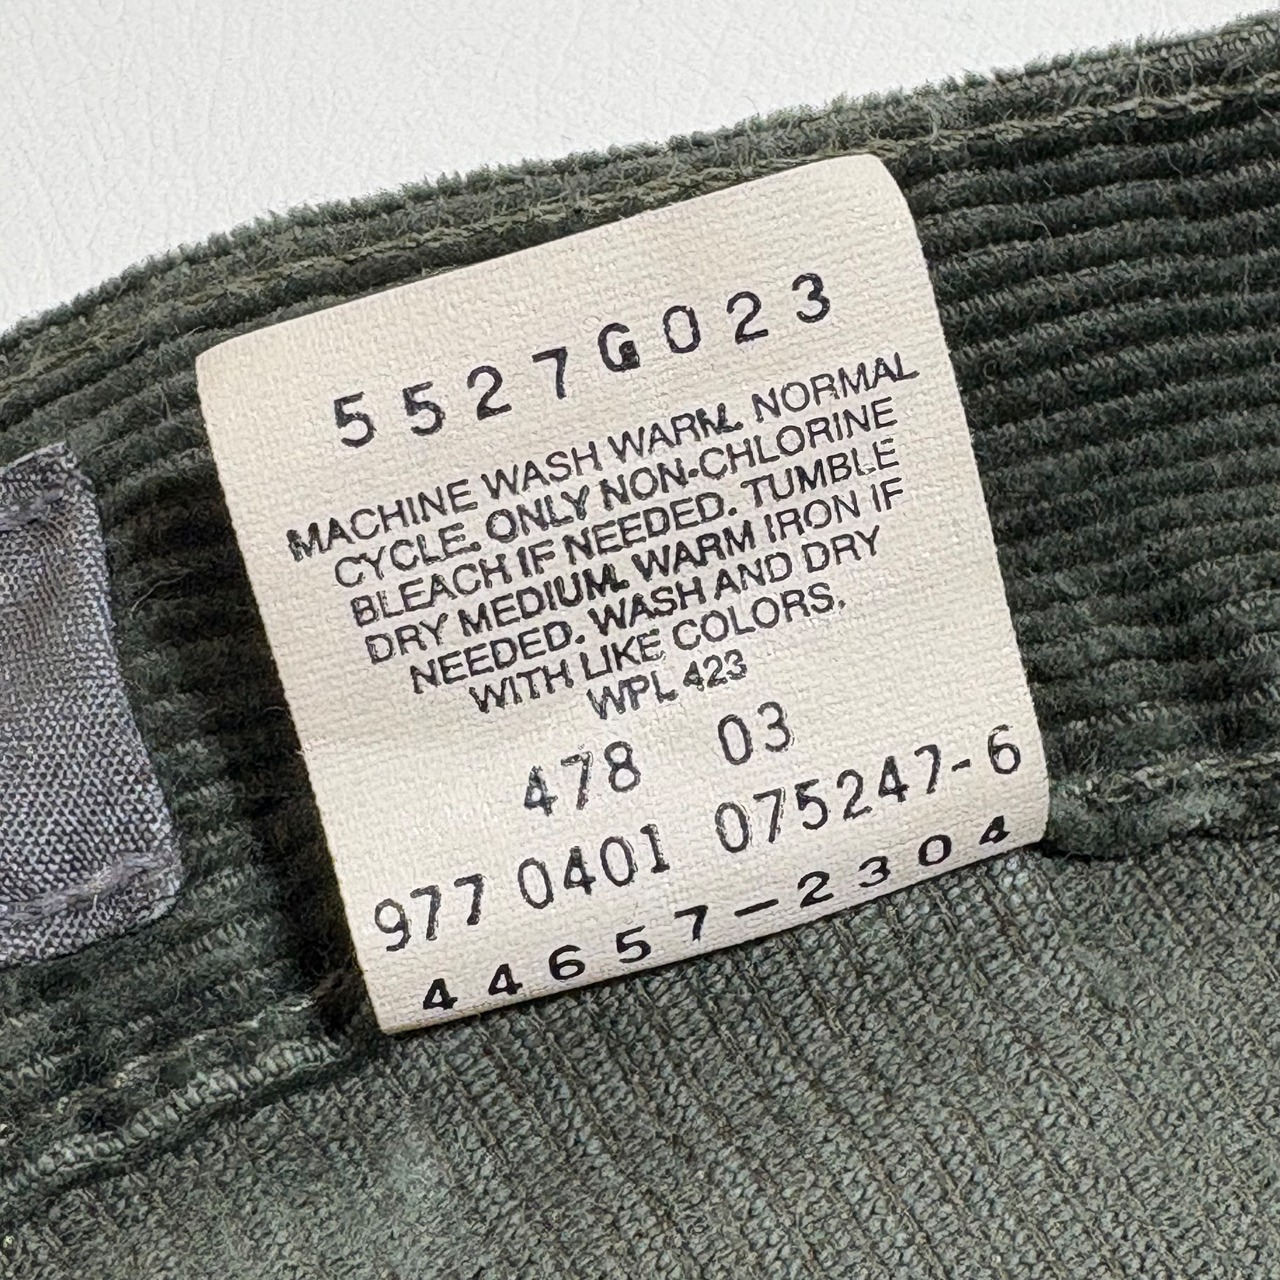 5527G023
MACHINE WASH WARM. NORMAL
CYCLE. ONLY NON-CHLORINE
BLEACH IF NEEDED. TUMBLE
DRY MEDIUM. WARM IRON IF
NEEDED. WASH AND DRY
WITH LIKE COLORS.
WPL 423
478 03
977 0401 075247-6
44657-2304